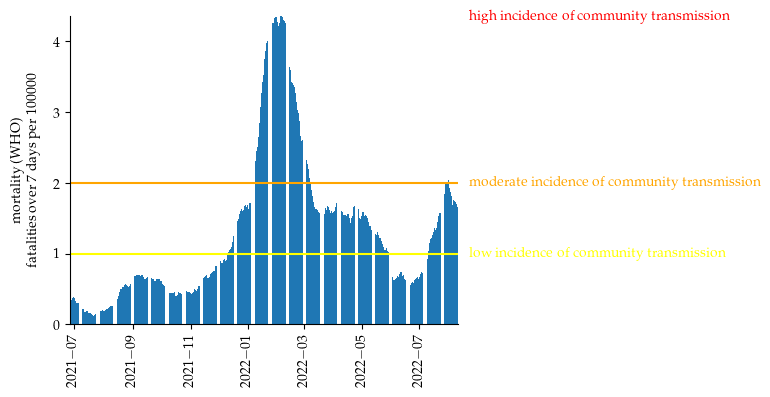 high incidence of community transmission
4
3
2
1
0
mortality (WHO)
fatalities over 7 days per 100000
moderate incidence of community transmission
low incidence of community transmission
2021−07
2021−09
2021−11
2022−01
2022−03
2022−05
2022−07